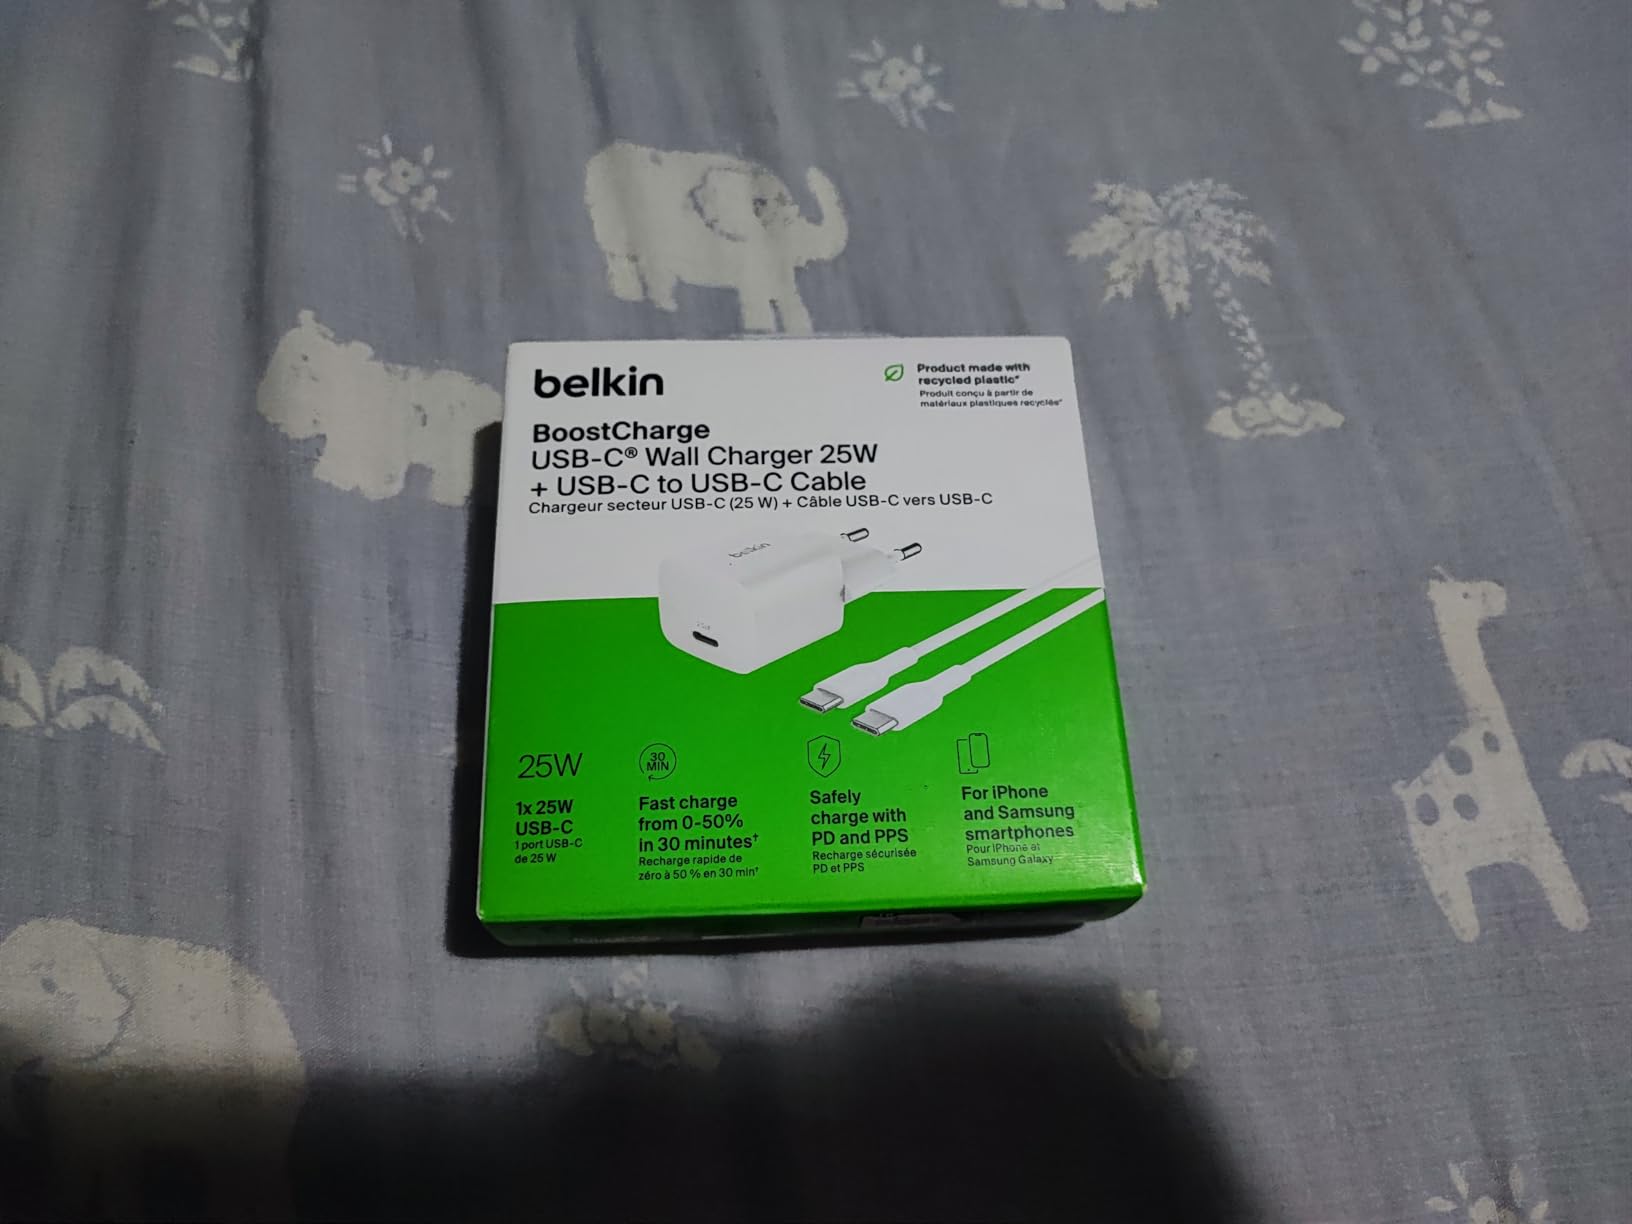 belkin
Product made with
recycled plastic*
Produit conçu à partir de
matériaux plastiques recyclés*
BoostCharge
USB-C® Wall Charger 25W
+ USB-C to USB-C Cable
Chargeur secteur USB-C (25 W) + Câble USB-C vers USB-C
belkin
25W
1x 25W
USB-C
1 port USB-C
de 25 W
30
MIN
Fast charge
from 0-50%
in 30 minutes†
Recharge rapide de
zéro à 50 % en 30 min†
Safely
charge with
PD and PPS
Recharge sécurisée
PD et PPS
For iPhone
and Samsung
smartphones
Pour iPhone et
Samsung Galaxy